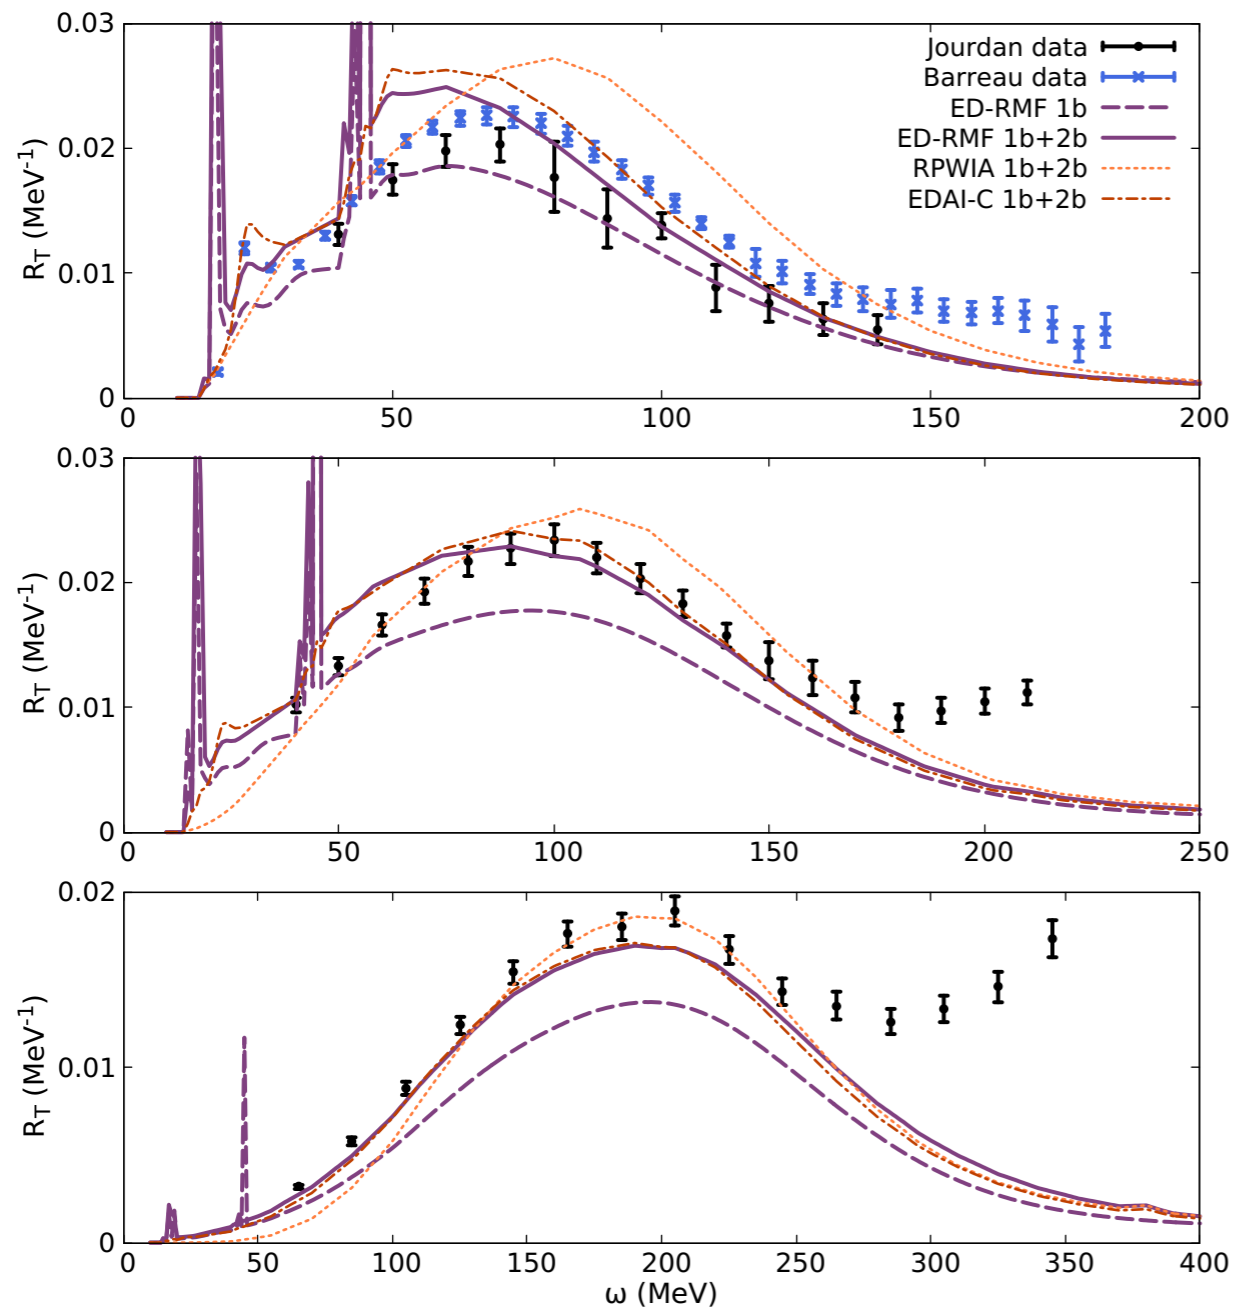 0.03
0.02
0.01
0
R_T (MeV^-1)
Jourdan data
Barreau data
ED-RMF 1b
ED-RMF 1b+2b
RPWIA 1b+2b
EDAI-C 1b+2b
0 50 100 150 200
0.03
0.02
0.01
0
R_T (MeV^-1)
0 50 100 150 200 250
0.02
0.01
0
R_T (MeV^-1)
0 50 100 150 200 250 300 350 400
ω (MeV)